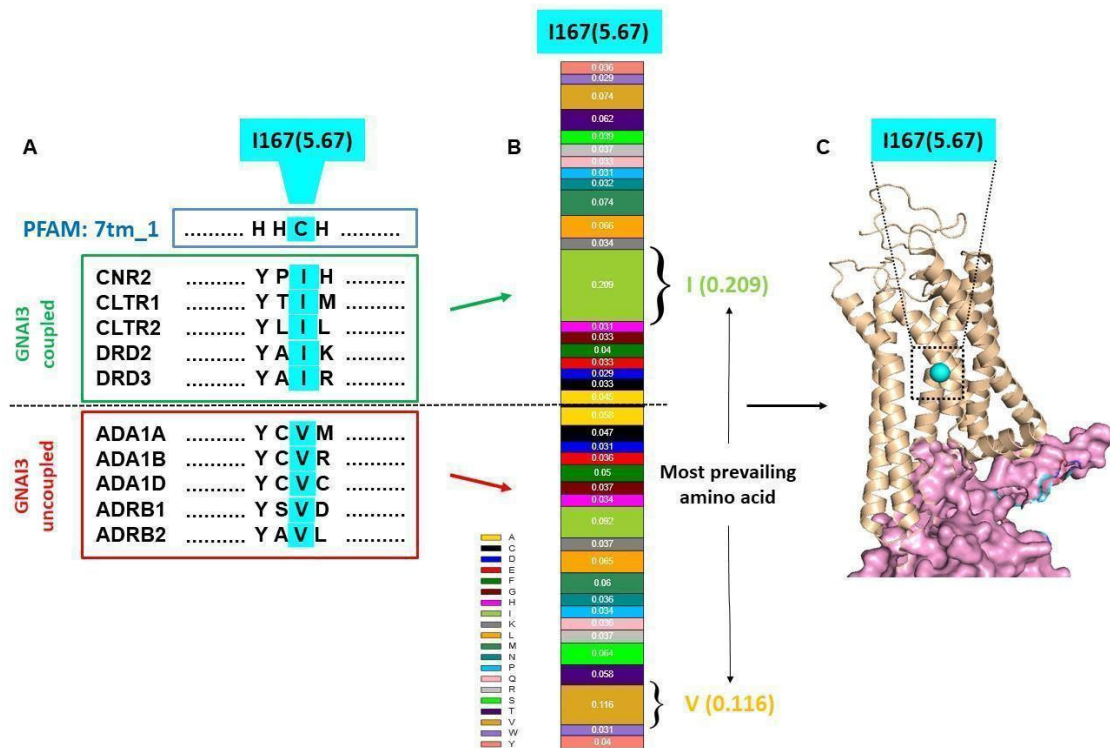 I167(5.67)
A
I167(5.67)
B
C
I167(5.67)
PFAM: 7tm_1
.......... H H C H ..........
GNAI3
coupled
CNR2 .......... Y P I H ..........
CLTR1 .......... Y T I M ..........
CLTR2 .......... Y L I L ..........
DRD2 .......... Y A I K ..........
DRD3 .......... Y A I R ..........
GNAI3
uncoupled
ADA1A .......... Y C V M ..........
ADA1B .......... Y C V R ..........
ADA1D .......... Y C V C ..........
ADRB1 .......... Y S V D ..........
ADRB2 .......... Y A V L ..........
0.036
0.029
0.074
0.062
0.039
0.037
0.033
0.031
0.032
0.074
0.066
0.034
0.209
0.031
0.033
0.04
0.033
0.029
0.033
0.045
0.058
0.047
0.031
0.036
0.05
0.037
0.034
0.092
0.037
0.065
0.06
0.036
0.034
0.036
0.037
0.064
0.058
0.116
0.031
0.04
I (0.209)
Most prevailing
amino acid
V (0.116)
A
C
D
E
F
G
H
I
K
L
M
N
P
Q
R
S
T
V
W
Y